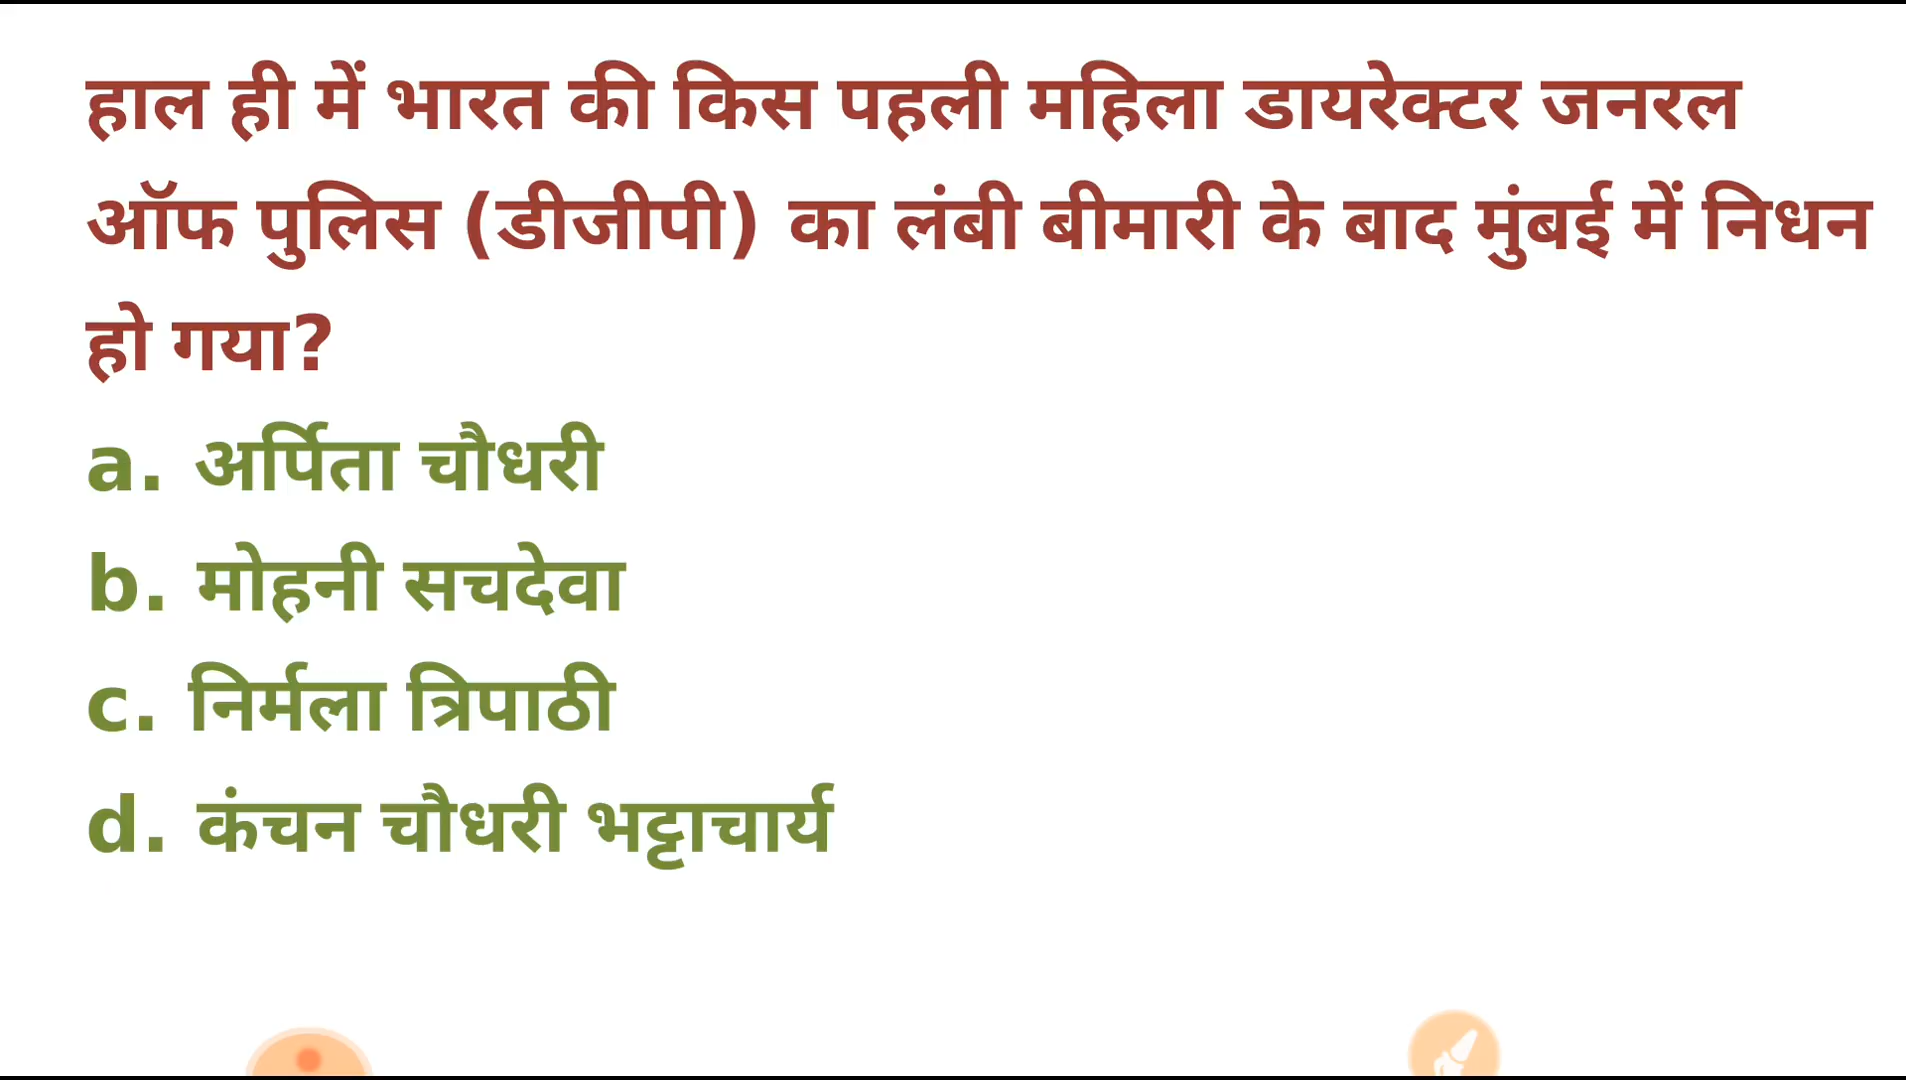 हाल ही में भारत की किस पहली महिला डायरेक्टर जनरल
ऑफ पुलिस (डीजीपी) का लंबी बीमारी के बाद मुंबई में निधन
हो गया?
a. अर्पिता चौधरी
b. मोहनी सचदेवा
c. निर्मला त्रिपाठी
d. कंचन चौधरी भट्टाचार्य